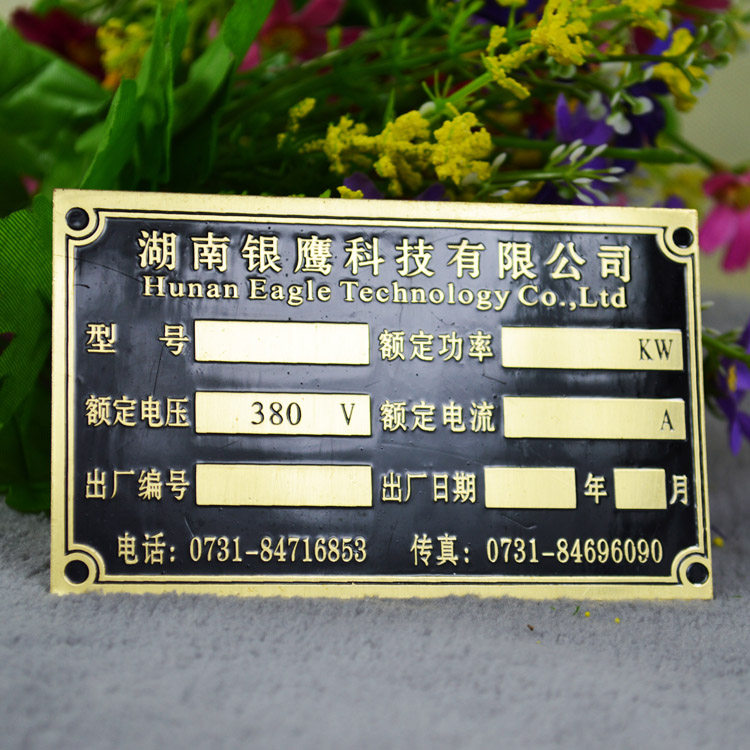 湖南银鹰科技有限公司
Hunan Eagle Technology Co.,Ltd
型 号 额定功率 KW
额定电压 380 V 额定电流 A
出厂编号 出厂日期 年 月
电话: 0731-84716853 传真: 0731-84696090